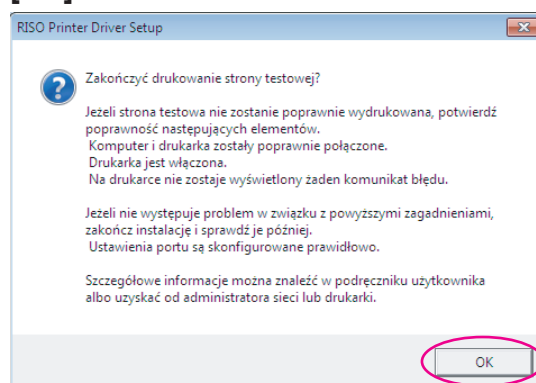 RISO Printer Driver Setup
Zakończyć drukowanie strony testowej?
Jeżeli strona testowa nie zostanie poprawnie wydrukowana, potwierdź
poprawność następujących elementów.
Komputer i drukarka zostały poprawnie połączone.
Drukarka jest włączona.
Na drukarce nie zostaje wyświetlony żaden komunikat błędu.
Jeżeli nie występuje problem w związku z powyższymi zagadnieniami,
zakończ instalację i sprawdź je później.
Ustawienia portu są skonfigurowane prawidłowo.
Szczegółowe informacje można znaleźć w podręczniku użytkownika
albo uzyskać od administratora sieci lub drukarki.
OK